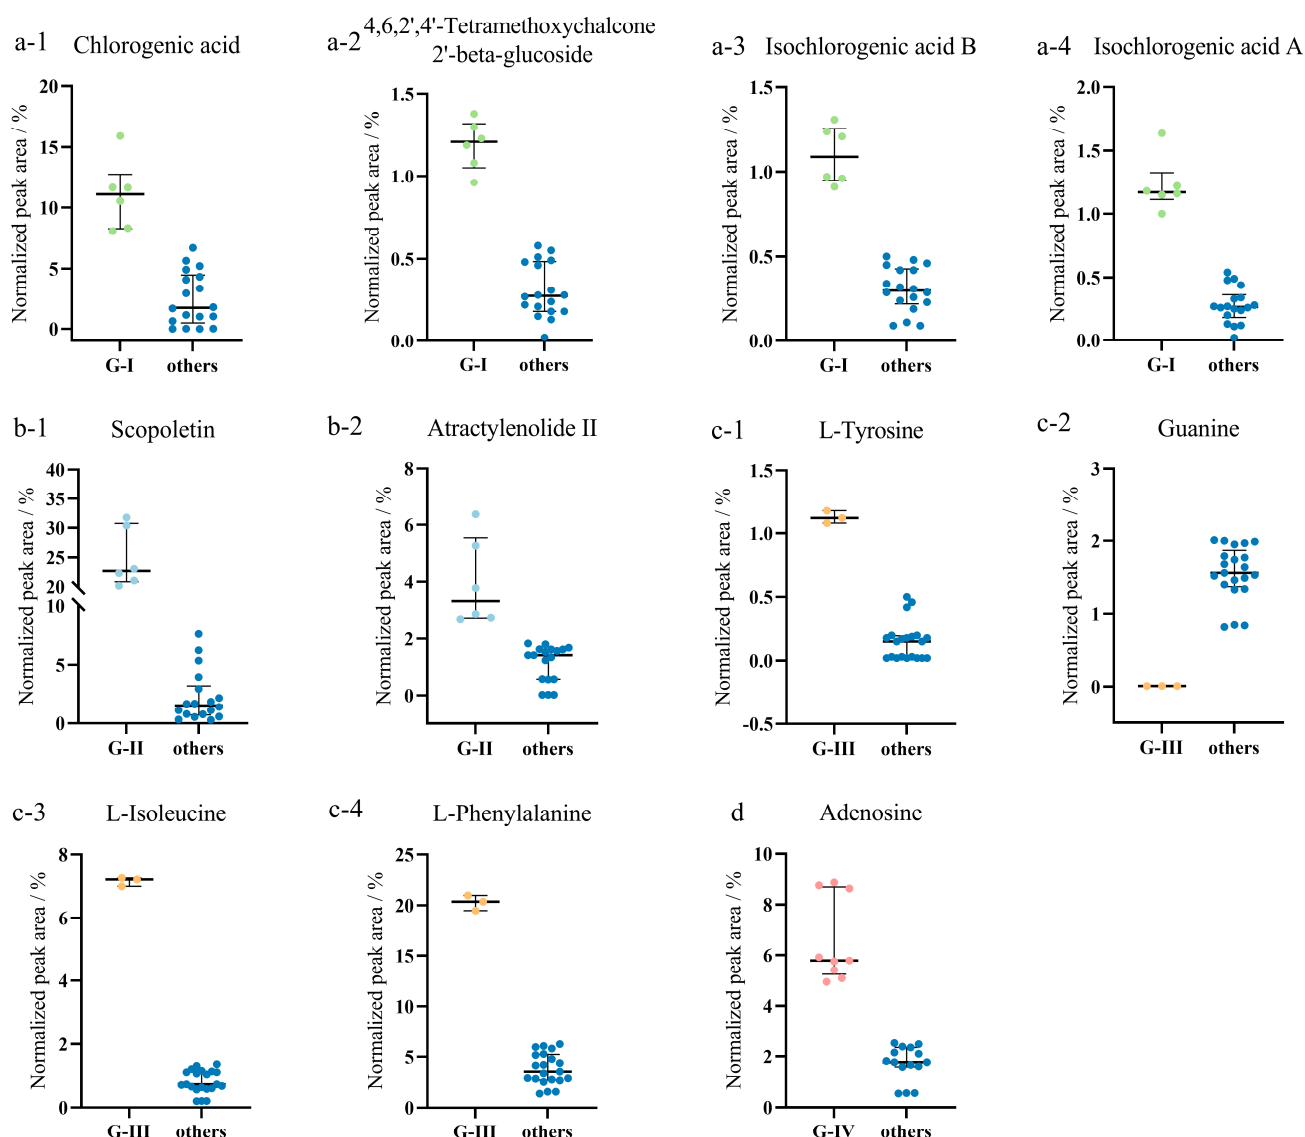 a-1 Chlorogenic acid
Normalized peak area / %
20
15
10
5
0
G-I others
a-2 4,6,2',4'-Tetramethoxychalcone
2'-beta-glucoside
Normalized peak area / %
1.5
1.0
0.5
0.0
G-I others
a-3 Isochlorogenic acid B
Normalized peak area / %
1.5
1.0
0.5
0.0
G-I others
a-4 Isochlorogenic acid A
Normalized peak area / %
2.0
1.5
1.0
0.5
0.0
G-I others
b-1 Scopoletin
Normalized peak area / %
40
35
30
25
20
10
5
0
G-II others
b-2 Atractylenolide II
Normalized peak area / %
8
6
4
2
0
G-II others
c-1 L-Tyrosine
Normalized peak area / %
1.5
1.0
0.5
0.0
-0.5
G-III others
c-2 Guanine
Normalized peak area / %
3
2
1
0
G-III others
c-3 L-Isoleucine
Normalized peak area / %
8
6
4
2
0
G-III others
c-4 L-Phenylalanine
Normalized peak area / %
25
20
15
10
5
0
G-III others
d Adenosine
Normalized peak area / %
10
8
6
4
2
0
G-IV others